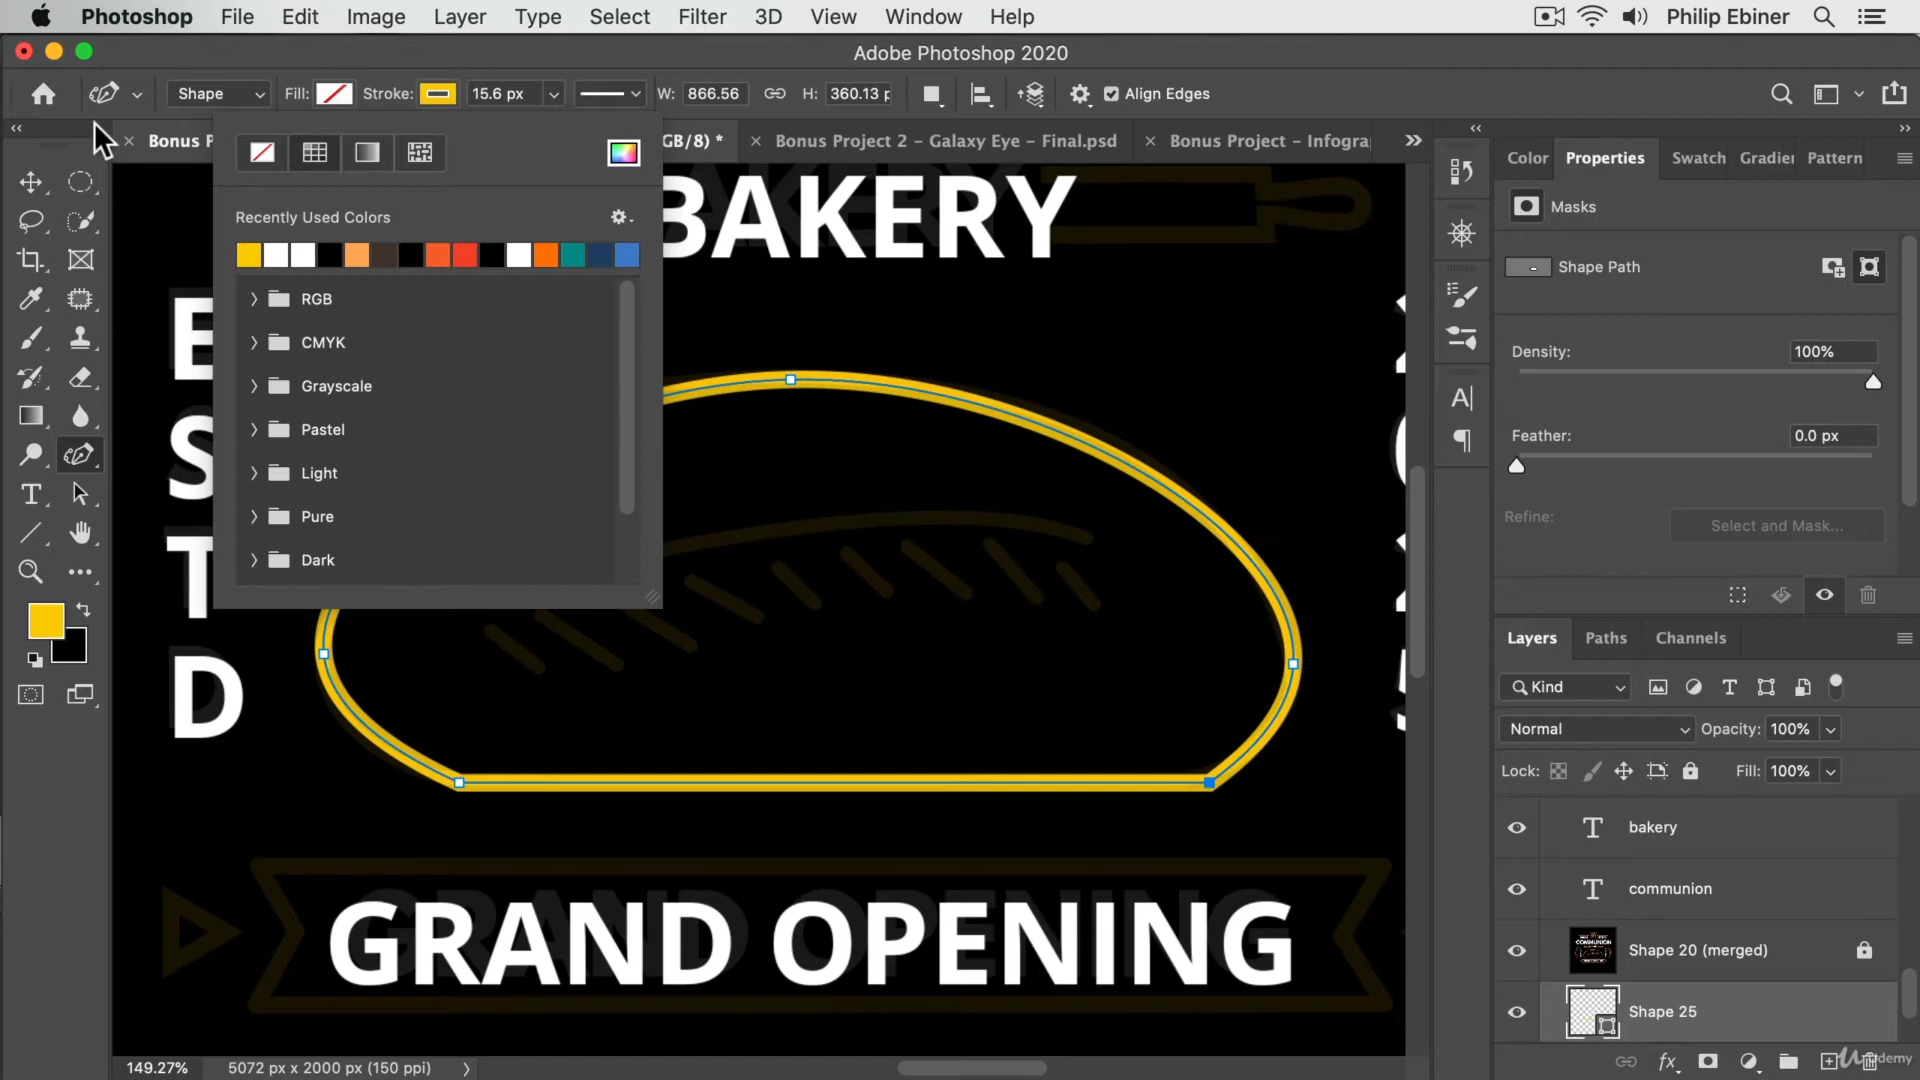 Photoshop File Edit Image Layer Type Select Filter 3D View Window Help Philip Ebiner
Adobe Photoshop 2020
Shape Fill: Stroke: 15.6 px W: 866.56 H: 360.13 p Align Edges
Bonus P GB/8) * Bonus Project 2 – Galaxy Eye – Final.psd Bonus Project – Infogra
Color Properties Swatch Gradie Pattern
Masks
Recently Used Colors
BAKERY
Shape Path
RGB
CMYK
Grayscale
Pastel
Light
Pure
Dark
Density: 100%
Feather: 0.0 px
Refine: Select and Mask...
E
S
T
D
Layers Paths Channels
Kind
Normal Opacity: 100%
Lock: Fill: 100%
bakery
communion
Shape 20 (merged)
Shape 25
GRAND OPENING
149.27% 5072 px x 2000 px (150 ppi)
udemy